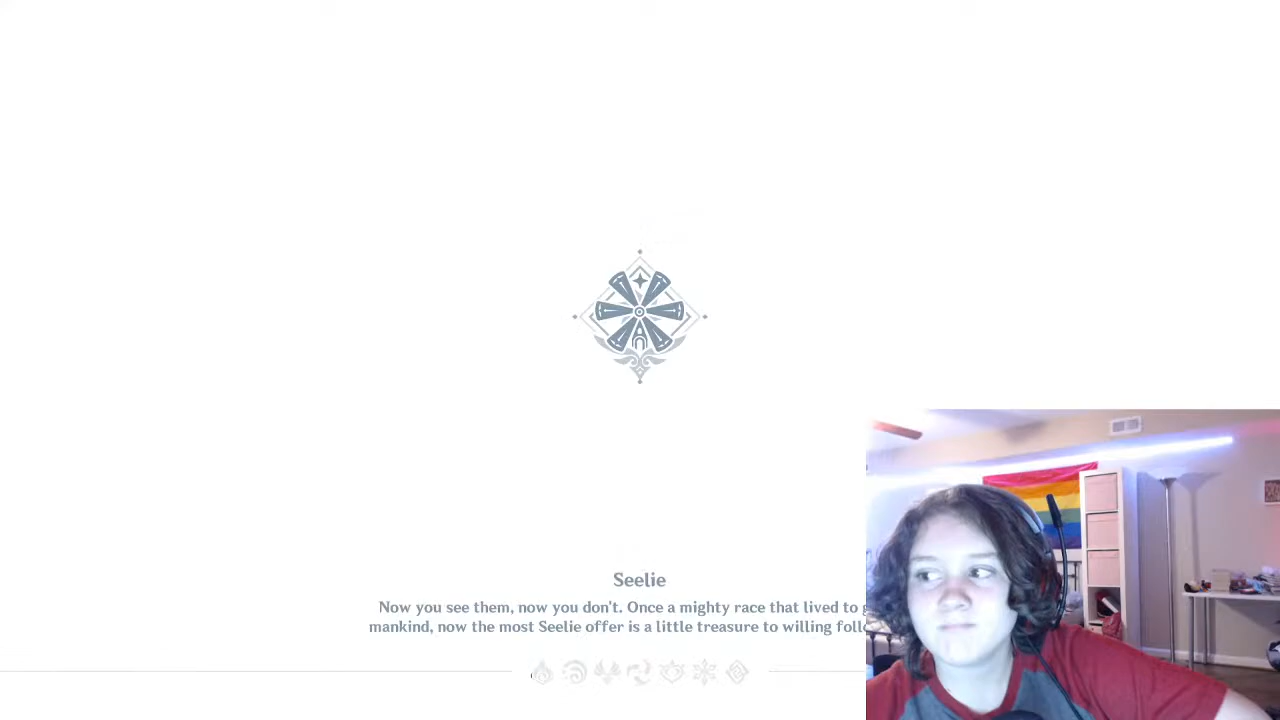 Seelie
Now you see them, now you don't. Once a mighty race that lived to
mankind, now the most Seelie offer is a little treasure to willing